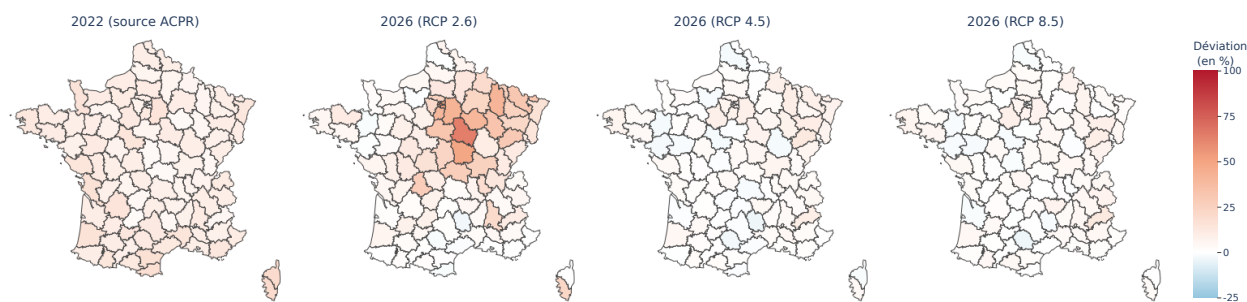 2022 (source ACPR)
2026 (RCP 2.6)
2026 (RCP 4.5)
2026 (RCP 8.5)
Déviation
(en %)
100
75
50
25
0
-25